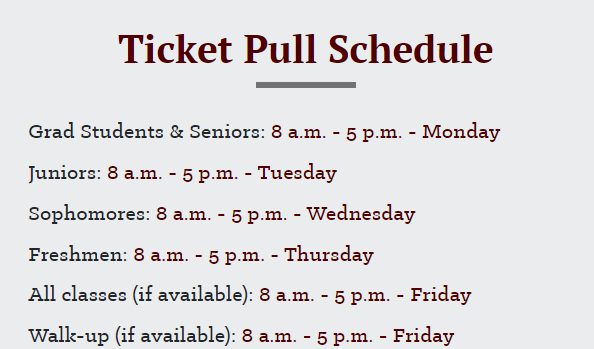 Ticket Pull Schedule
Grad Students & Seniors: 8 a.m. - 5 p.m. - Monday
Juniors: 8 a.m. - 5 p.m. - Tuesday
Sophomores: 8 a.m. - 5 p.m. - Wednesday
Freshmen: 8 a.m. - 5 p.m. - Thursday
All classes (if available): 8 a.m. - 5 p.m. - Friday
Walk-up (if available): 8 a.m. - 5 p.m. - Friday